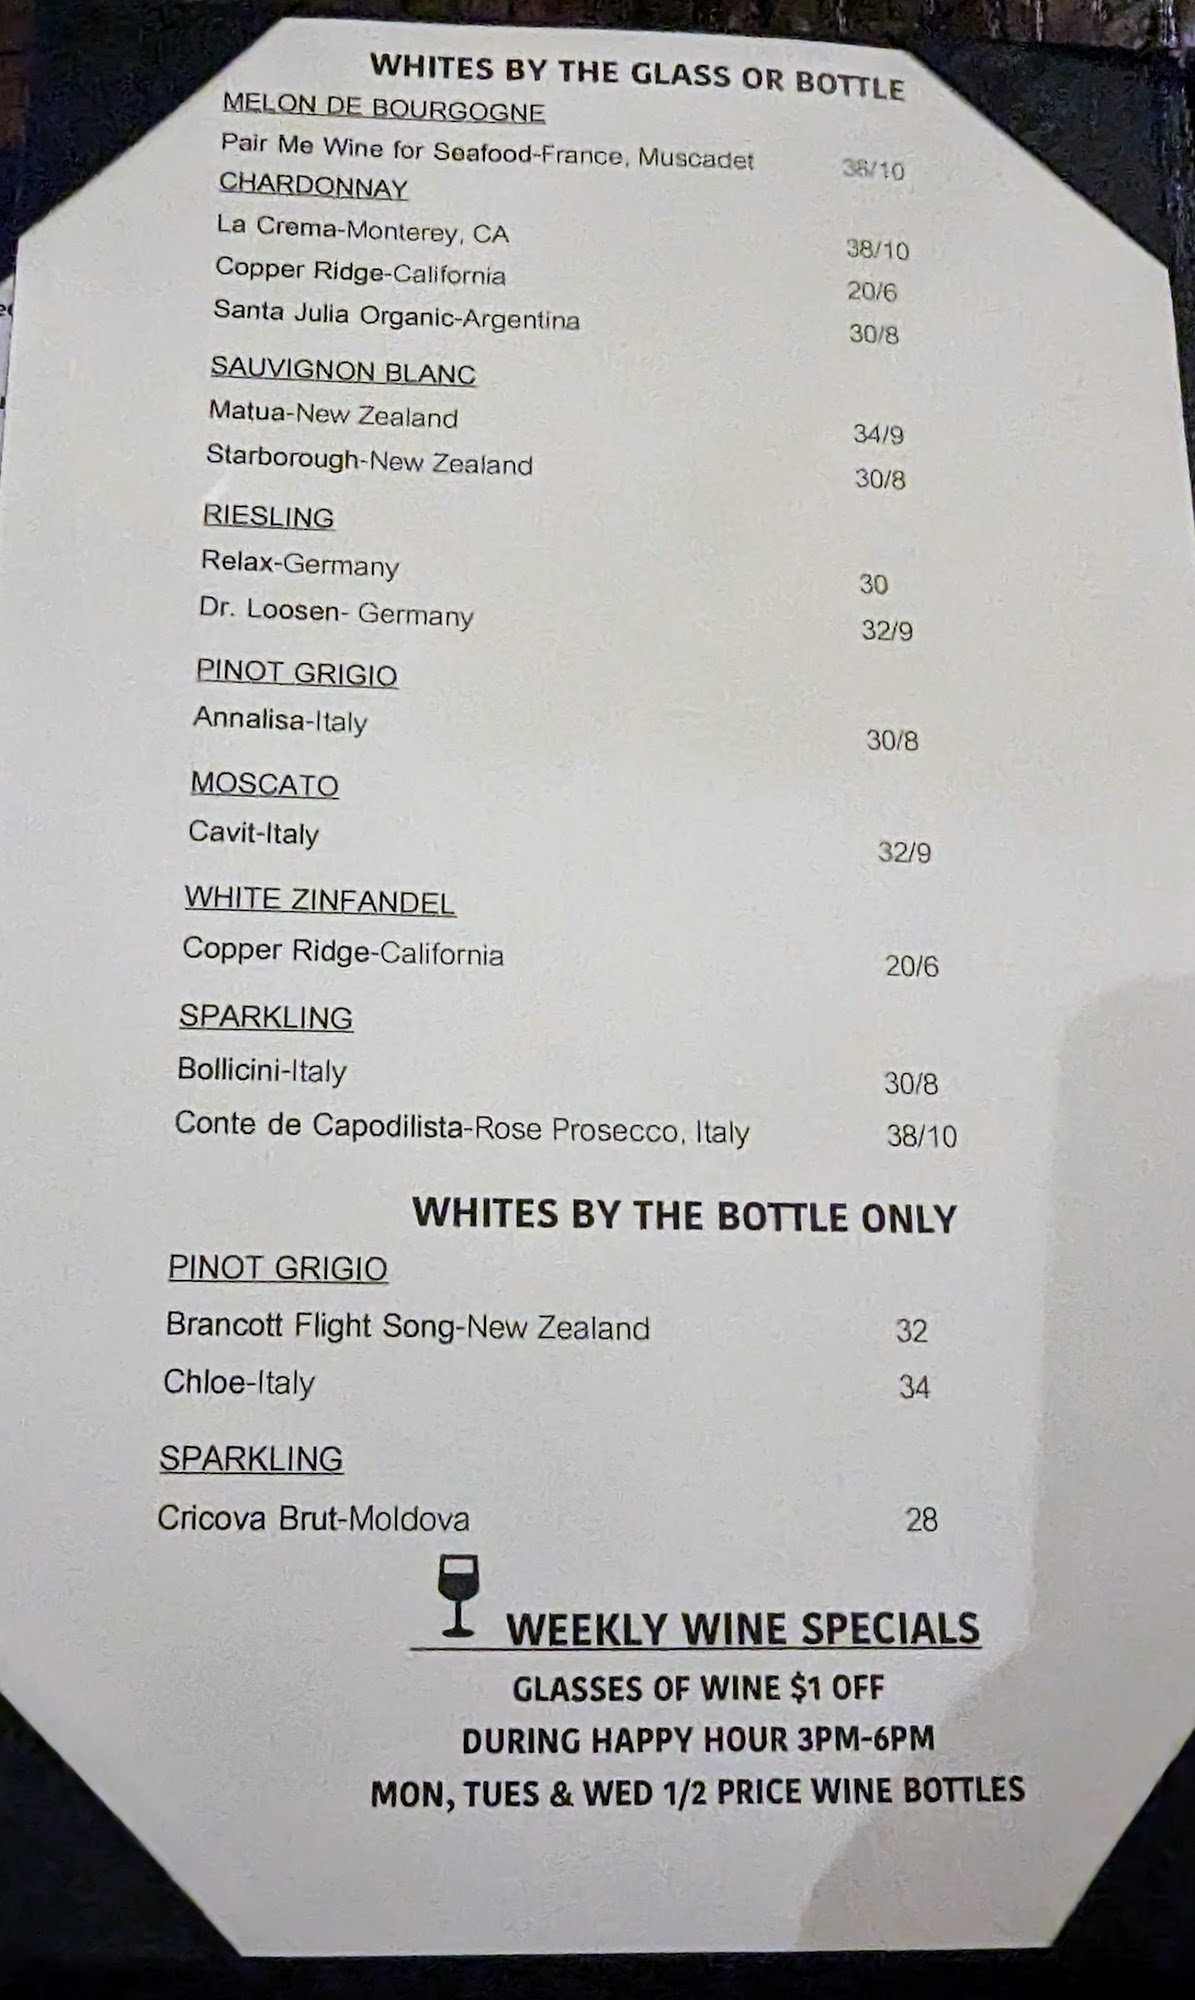 WHITES BY THE GLASS OR BOTTLE
MELON DE BOURGOGNE
Pair Me Wine for Seafood-France, Muscadet 38/10
CHARDONNAY
La Crema-Monterey, CA 38/10
Copper Ridge-California 20/6
Santa Julia Organic-Argentina 30/8
SAUVIGNON BLANC
Matua-New Zealand 34/9
Starborough-New Zealand 30/8
RIESLING
Relax-Germany 30
Dr. Loosen- Germany 32/9
PINOT GRIGIO
Annalisa-Italy 30/8
MOSCATO
Cavit-Italy 32/9
WHITE ZINFANDEL
Copper Ridge-California 20/6
SPARKLING
Bollicini-Italy 30/8
Conte de Capodilista-Rose Prosecco, Italy 38/10
WHITES BY THE BOTTLE ONLY
PINOT GRIGIO
Brancott Flight Song-New Zealand 32
Chloe-Italy 34
SPARKLING
Cricova Brut-Moldova 28
WEEKLY WINE SPECIALS
GLASSES OF WINE $1 OFF
DURING HAPPY HOUR 3PM-6PM
MON, TUES & WED 1/2 PRICE WINE BOTTLES